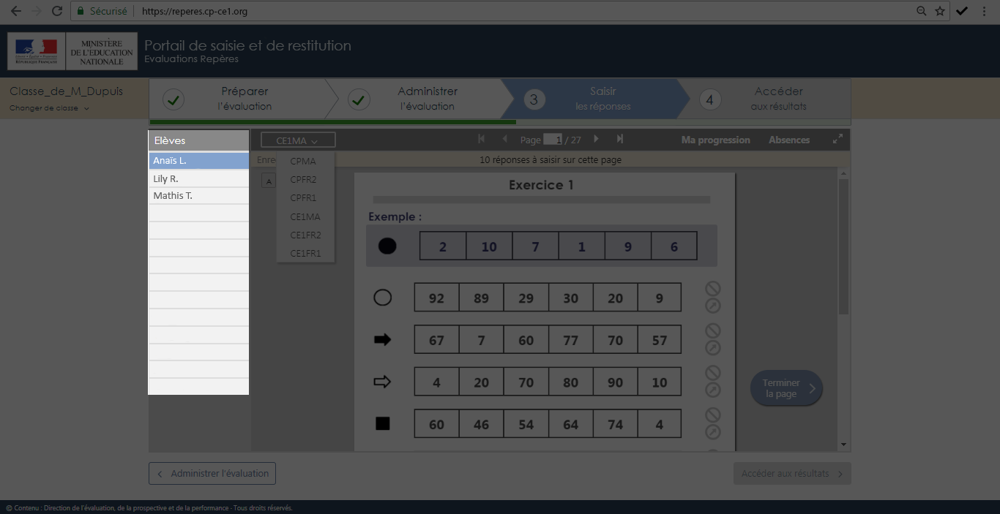 Sécurisé https://reperes.cp-ce1.org
MINISTÈRE
DE L'ÉDUCATION
NATIONALE
RÉPUBLIQUE FRANÇAISE
Portail de saisie et de restitution
Evaluations Repères
Classe_de_M_Dupuis
Changer de classe
Préparer
l'évaluation
Administrer
l'évaluation
3
Saisir
les réponses
4
Accéder
aux résultats
Elèves
Anaïs L.
Lily R.
Mathis T.
CE1MA
Page 1 / 27
Ma progression
Absences
10 réponses à saisir sur cette page
A
CPMA
CPFR2
CPFR1
CE1MA
CE1FR2
CE1FR1
Exercice 1
Exemple :
2 10 7 1 9 6
92 89 29 30 20 9
67 7 60 77 70 57
4 20 70 80 90 10
60 46 54 64 74 4
Terminer
la page
Administrer l'évaluation
Accéder aux résultats
© Contenu : Direction de l'évaluation, de la prospective et de la performance - Tous droits réservés.